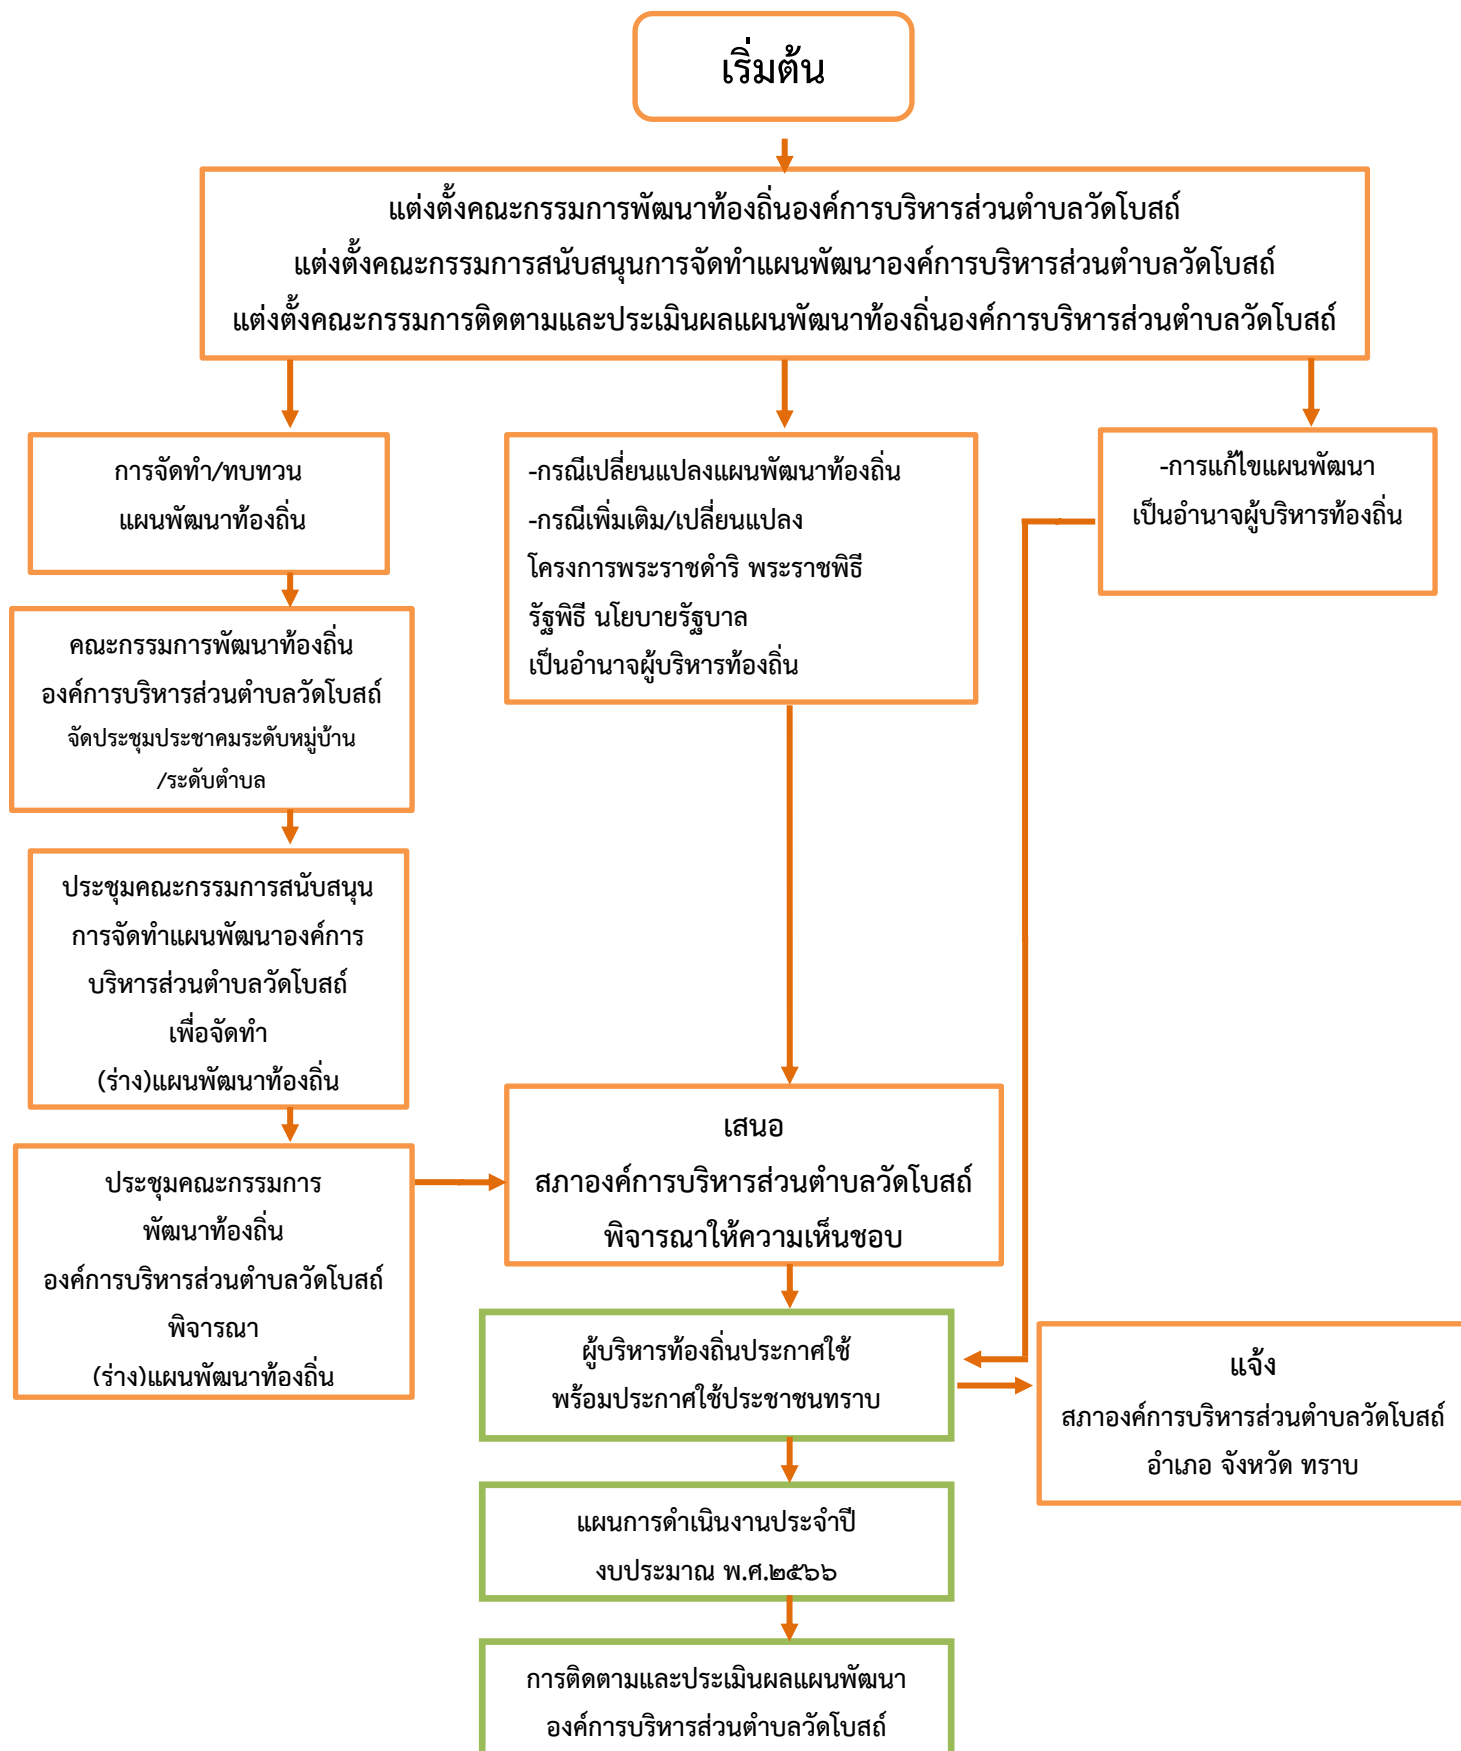 เริ่มต้น
แต่งตั้งคณะกรรมการพัฒนาท้องถิ่นองค์การบริหารส่วนตำบลวัดโบสถ์
แต่งตั้งคณะกรรมการสนับสนุนการจัดทำแผนพัฒนาองค์การบริหารส่วนตำบลวัดโบสถ์
แต่งตั้งคณะกรรมการติดตามและประเมินผลแผนพัฒนาท้องถิ่นองค์การบริหารส่วนตำบลวัดโบสถ์
การจัดทำ/ทบทวน
แผนพัฒนาท้องถิ่น
คณะกรรมการพัฒนาท้องถิ่น
องค์การบริหารส่วนตำบลวัดโบสถ์
จัดประชุมประชาคมระดับหมู่บ้าน
/ระดับตำบล
ประชุมคณะกรรมการสนับสนุน
การจัดทำแผนพัฒนาองค์การ
บริหารส่วนตำบลวัดโบสถ์
เพื่อจัดทำ
(ร่าง)แผนพัฒนาท้องถิ่น
ประชุมคณะกรรมการ
พัฒนาท้องถิ่น
องค์การบริหารส่วนตำบลวัดโบสถ์
พิจารณา
(ร่าง)แผนพัฒนาท้องถิ่น
-กรณีเปลี่ยนแปลงแผนพัฒนาท้องถิ่น
-กรณีเพิ่มเติม/เปลี่ยนแปลง
โครงการพระราชดำริ พระราชพิธี
รัฐพิธี นโยบายรัฐบาล
เป็นอำนาจผู้บริหารท้องถิ่น
-การแก้ไขแผนพัฒนา
เป็นอำนาจผู้บริหารท้องถิ่น
เสนอ
สภาองค์การบริหารส่วนตำบลวัดโบสถ์
พิจารณาให้ความเห็นชอบ
ผู้บริหารท้องถิ่นประกาศใช้
พร้อมประกาศใช้ประชาชนทราบ
แจ้ง
สภาองค์การบริหารส่วนตำบลวัดโบสถ์
อำเภอ จังหวัด ทราบ
แผนการดำเนินงานประจำปี
งบประมาณ พ.ศ.๒๕๖๖
การติดตามและประเมินผลแผนพัฒนา
องค์การบริหารส่วนตำบลวัดโบสถ์